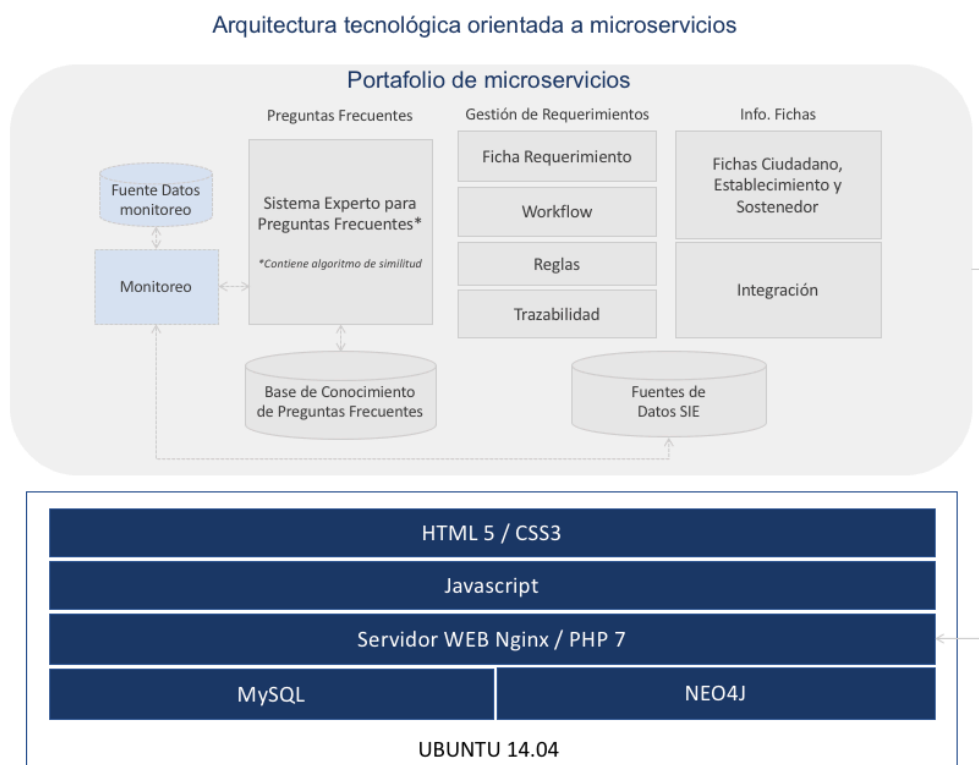 Arquitectura tecnológica orientada a microservicios
Portafolio de microservicios
Preguntas Frecuentes
Gestión de Requerimientos
Info. Fichas
Fuente Datos
monitoreo
Monitoreo
Sistema Experto para
Preguntas Frecuentes*
*Contiene algoritmo de similitud
Ficha Requerimiento
Workflow
Reglas
Trazabilidad
Fichas Ciudadano,
Establecimiento y
Sostenedor
Integración
Base de Conocimiento
de Preguntas Frecuentes
Fuentes de
Datos SIE
HTML 5 / CSS3
Javascript
Servidor WEB Nginx / PHP 7
MySQL
NEO4J
UBUNTU 14.04